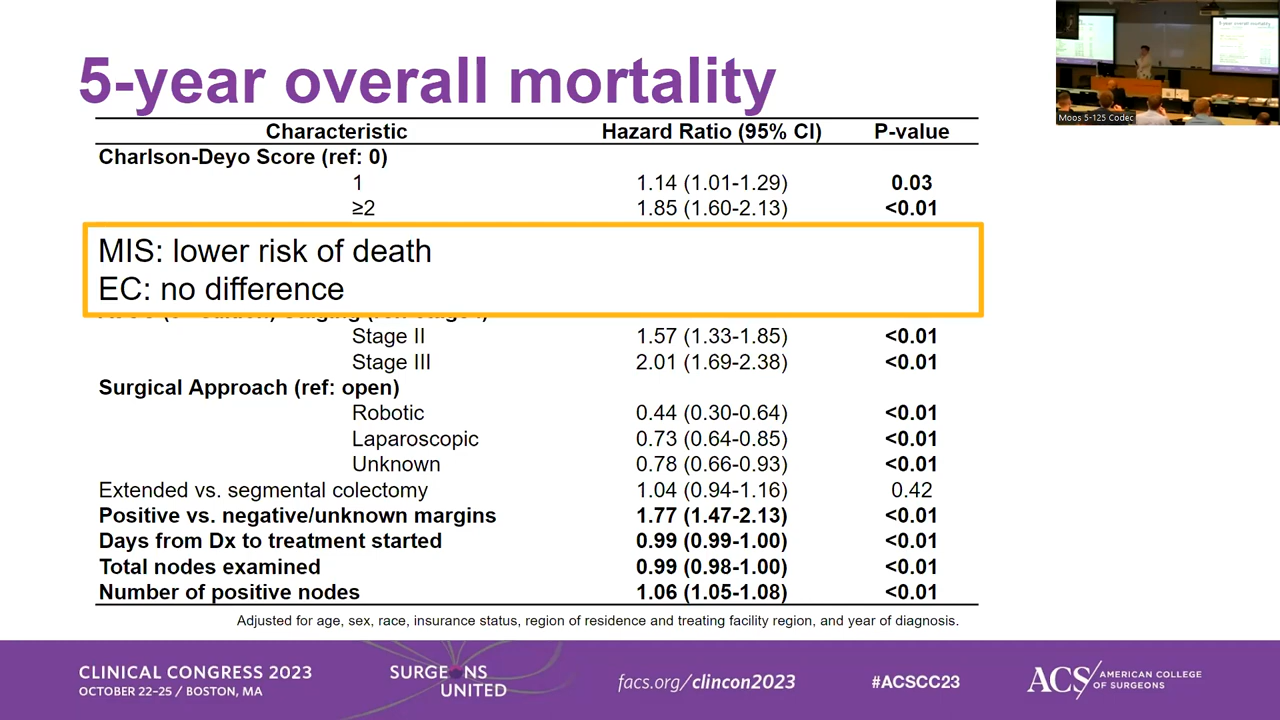 5-year overall mortality
Characteristic Hazard Ratio (95% CI) P-value
Charlson-Deyo Score (ref: 0)
1 1.14 (1.01-1.29) 0.03
≥2 1.85 (1.60-2.13) <0.01
MIS: lower risk of death
EC: no difference
Stage II 1.57 (1.33-1.85) <0.01
Stage III 2.01 (1.69-2.38) <0.01
Surgical Approach (ref: open)
Robotic 0.44 (0.30-0.64) <0.01
Laparoscopic 0.73 (0.64-0.85) <0.01
Unknown 0.78 (0.66-0.93) <0.01
Extended vs. segmental colectomy 1.04 (0.94-1.16) 0.42
Positive vs. negative/unknown margins 1.77 (1.47-2.13) <0.01
Days from Dx to treatment started 0.99 (0.99-1.00) <0.01
Total nodes examined 0.99 (0.98-1.00) <0.01
Number of positive nodes 1.06 (1.05-1.08) <0.01
Adjusted for age, sex, race, insurance status, region of residence and treating facility region, and year of diagnosis.
CLINICAL CONGRESS 2023
OCTOBER 22-25 / BOSTON, MA
SURGEONS
UNITED
facs.org/clincon2023
#ACSCC23
ACS AMERICAN COLLEGE
OF SURGEONS
Moos 5-125 Codec
5-year overall mortality